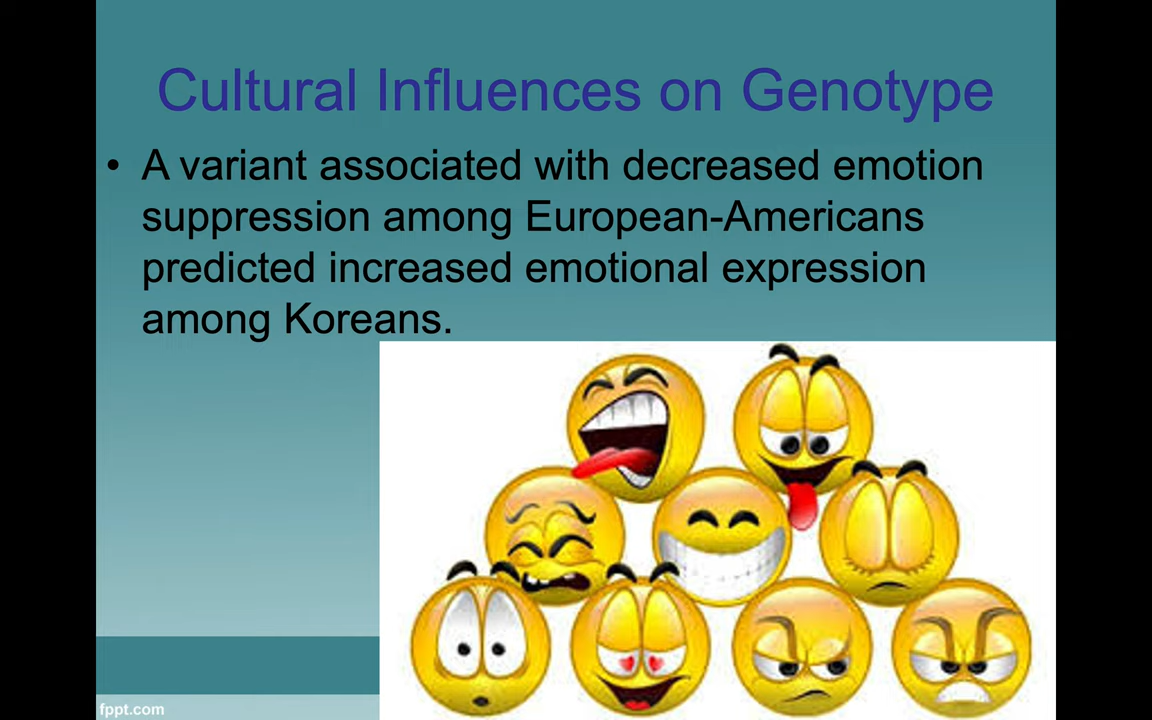 Cultural Influences on Genotype
• A variant associated with decreased emotion
suppression among European-Americans
predicted increased emotional expression
among Koreans.
fppt.com